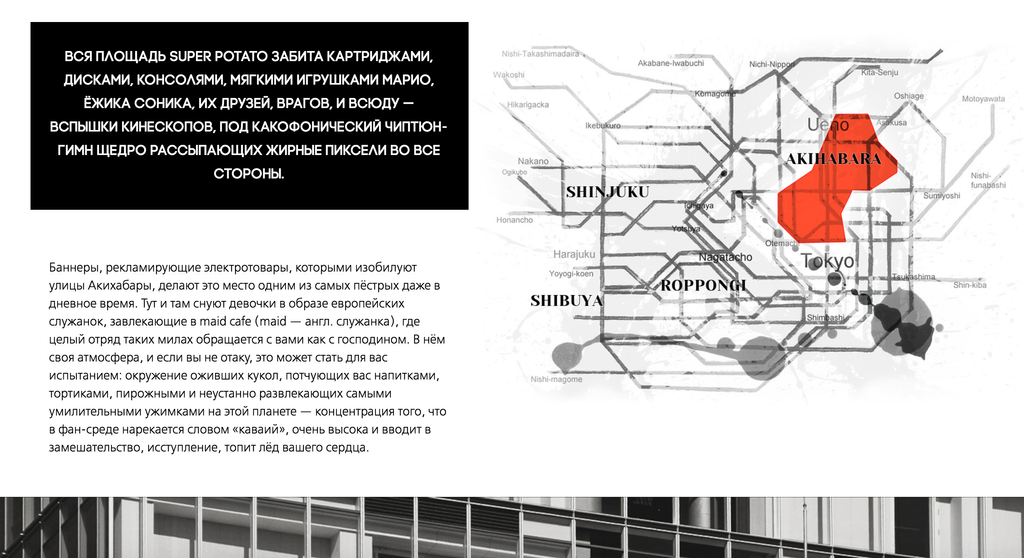 ВСЯ ПЛОЩАДЬ SUPER POTATO ЗАБИТА КАРТРИДЖАМИ,
ДИСКАМИ, КОНСОЛЯМИ, МЯГКИМИ ИГРУШКАМИ МАРИО,
ЁЖИКА СОНИКА, ИХ ДРУЗЕЙ, ВРАГОВ, И ВСЮДУ —
ВСПЫШКИ КИНЕСКОПОВ, ПОД КАКОФОНИЧЕСКИЙ ЧИПТЮН-
ГИМН ЩЕДРО РАССЫПАЮЩИХ ЖИРНЫЕ ПИКСЕЛИ ВО ВСЕ
СТОРОНЫ.
Баннеры, рекламирующие электротовары, которыми изобилуют
улицы Акихабары, делают это место одним из самых пёстрых даже в
дневное время. Тут и там снуют девочки в образе европейских
служанок, завлекающие в maid cafe (maid — англ. служанка), где
целый отряд таких милах обращается с вами как с господином. В нём
своя атмосфера, и если вы не отаку, это может стать для вас
испытанием: окружение оживших кукол, потчующих вас напитками,
тортиками, пирожными и неустанно развлекающих самыми
умилительными ужимками на этой планете — концентрация того, что
в фан-среде нарекается словом «каваий», очень высока и вводит в
замешательство, исступление, топит лёд вашего сердца.
Nishi-Takashimadaira
Akabane-Iwabuchi
Nichi-Nippori
Kita-Senju
Wakoshi
Komagome
Oshiage
Motoyawata
Hikarigacka
Ikebukuro
Ueno
Asakusa
Nakano
AKIHABARA
Ogikubo
SHINJUKU
Nishi-
funabashi
Sumiyoshi
Ichigaya
Honancho
Yotsuya
Otemachi
Harajuku
Nagatacho
Tokyo
Yoyogi-koen
Tsukashima
ROPPONGI
Shin-kiba
SHIBUYA
Shimbashi
Nishi-magome